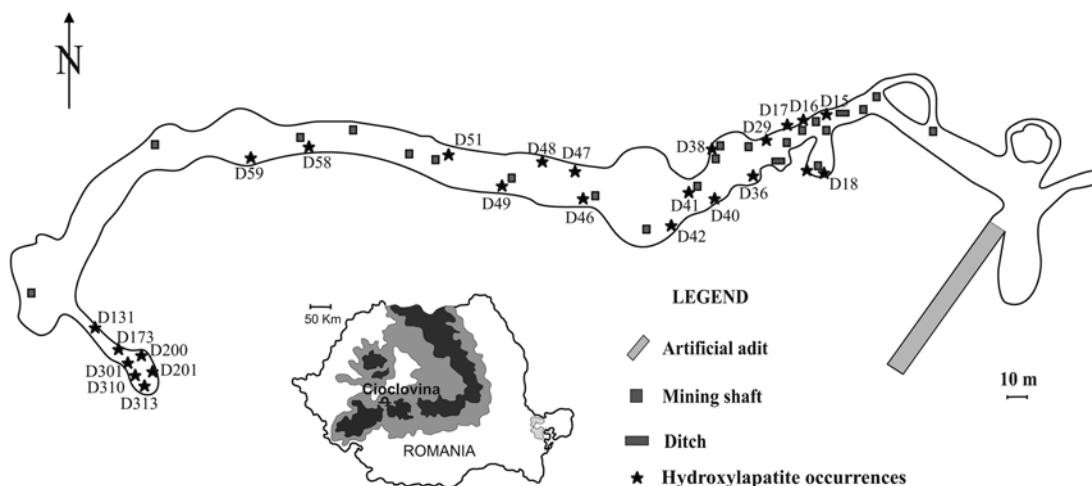 N
D17
D16
D15
D29
D38
D51
D48
D47
D58
D59
D49
D46
D41
D40
D36
D18
D42
D131
D173
D200
D301
D201
D310
D313
50 Km
Cioclovina
ROMANIA
LEGEND
Artificial adit
Mining shaft
Ditch
Hydroxylapatite occurrences
10 m